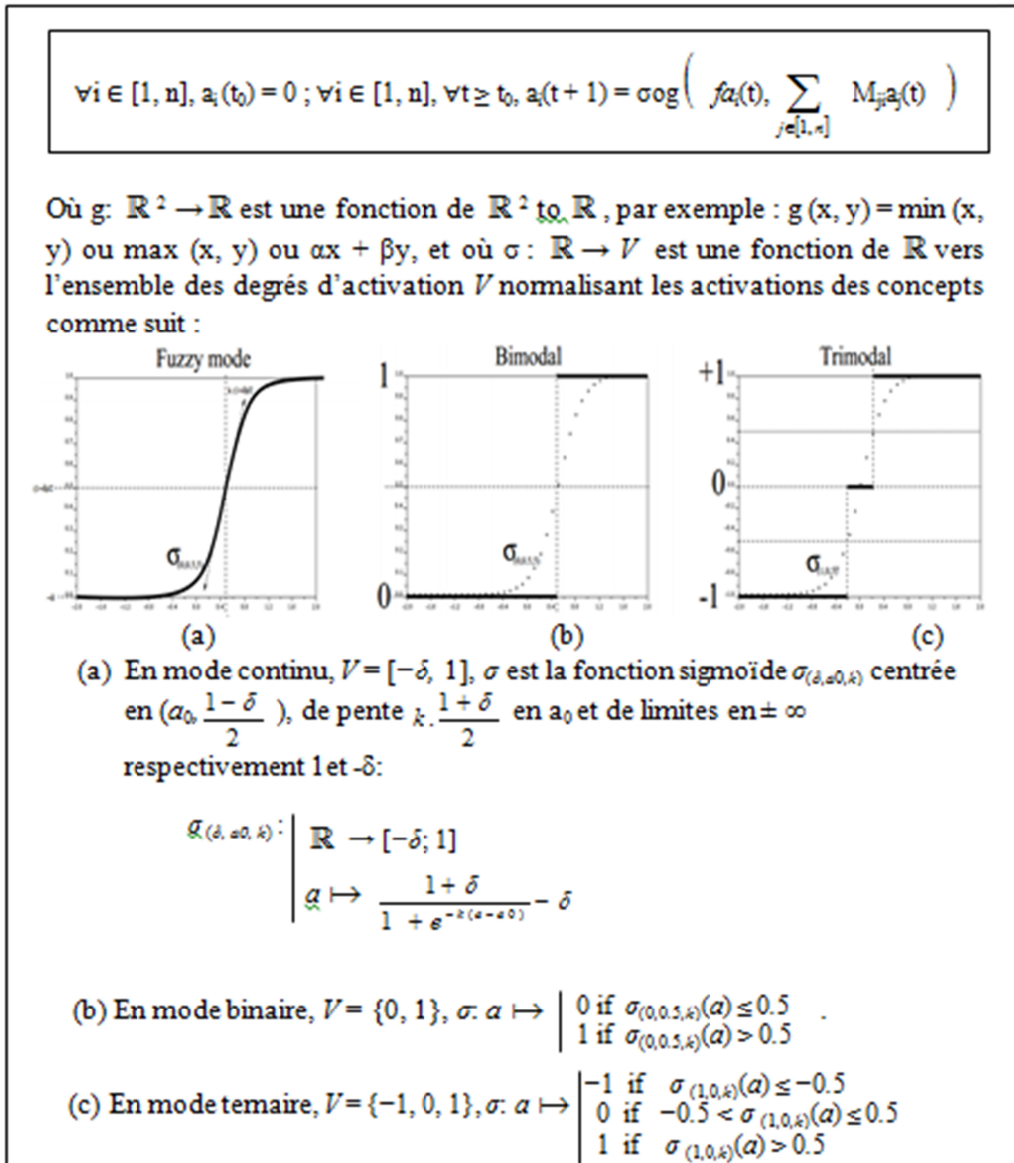 ∀i ∈ [1, n], aᵢ(t₀) = 0 ; ∀i ∈ [1, n], ∀t ≥ t₀, aᵢ(t + 1) = σog( faᵢ(t), ∑ j∈[1,n] Mⱼᵢaⱼ(t) )
Où g: ℝ² → ℝ est une fonction de ℝ² to ℝ, par exemple : g (x, y) = min (x,
y) ou max (x, y) ou αx + βy, et où σ : ℝ → V est une fonction de ℝ vers
l’ensemble des degrés d’activation V normalisant les activations des concepts
comme suit :
Fuzzy mode Bimodal Trimodal
1 +1
0
σ σ σ
0 -1
(a) (b) (c)
(a) En mode continu, V = [−δ, 1], σ est la fonction sigmoïde σ(δ,a0,k) centrée
en (a₀, (1 − δ)/2 ), de pente k. (1 + δ)/2 en a₀ et de limites en ± ∞
respectivement 1 et -δ:
σ(δ, a0, k) : | ℝ → [−δ; 1]
a ↦ (1 + δ)/(1 + e^−k(a−a0)) − δ
(b) En mode binaire, V = {0, 1}, σ: a ↦ | 0 if σ(0,0.5,k)(a) ≤ 0.5 .
1 if σ(0,0.5,k)(a) > 0.5
−1 if σ(1,0,k)(a) ≤ −0.5
(c) En mode ternaire, V = {−1, 0, 1}, σ: a ↦ | 0 if −0.5 < σ(1,0,k)(a) ≤ 0.5
1 if σ(1,0,k)(a) > 0.5